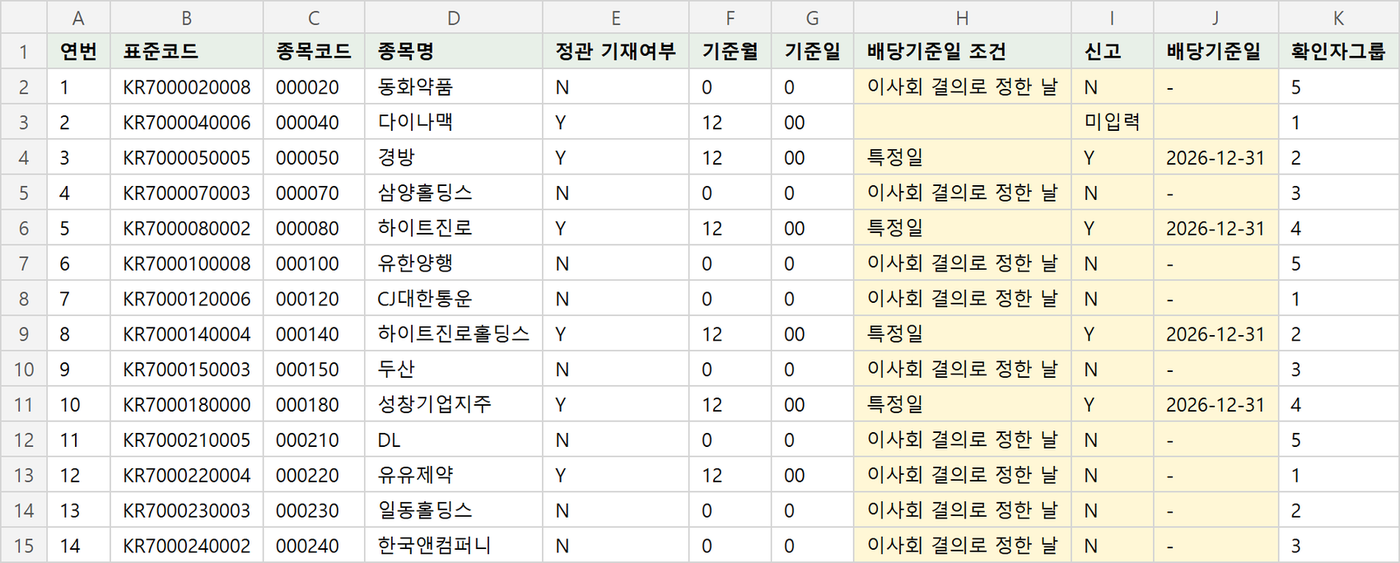 A B C D E F G H I J K
1 연번 표준코드 종목코드 종목명 정관 기재여부 기준월 기준일 배당기준일 조건 신고 배당기준일 확인자그룹
2 1 KR7000020008 000020 동화약품 N 0 0 이사회 결의로 정한 날 N - 5
3 2 KR7000040006 000040 다이나맥 Y 12 00 미입력 1
4 3 KR7000050005 000050 경방 Y 12 00 특정일 Y 2026-12-31 2
5 4 KR7000070003 000070 삼양홀딩스 N 0 0 이사회 결의로 정한 날 N - 3
6 5 KR7000080002 000080 하이트진로 Y 12 00 특정일 Y 2026-12-31 4
7 6 KR7000100008 000100 유한양행 N 0 0 이사회 결의로 정한 날 N - 5
8 7 KR7000120006 000120 CJ대한통운 N 0 0 이사회 결의로 정한 날 N - 1
9 8 KR7000140004 000140 하이트진로홀딩스 Y 12 00 특정일 Y 2026-12-31 2
10 9 KR7000150003 000150 두산 N 0 0 이사회 결의로 정한 날 N - 3
11 10 KR7000180000 000180 성창기업지주 Y 12 00 특정일 Y 2026-12-31 4
12 11 KR7000210005 000210 DL N 0 0 이사회 결의로 정한 날 N - 5
13 12 KR7000220004 000220 유유제약 Y 12 00 이사회 결의로 정한 날 N - 1
14 13 KR7000230003 000230 일동홀딩스 N 0 0 이사회 결의로 정한 날 N - 2
15 14 KR7000240002 000240 한국앤컴퍼니 N 0 0 이사회 결의로 정한 날 N - 3